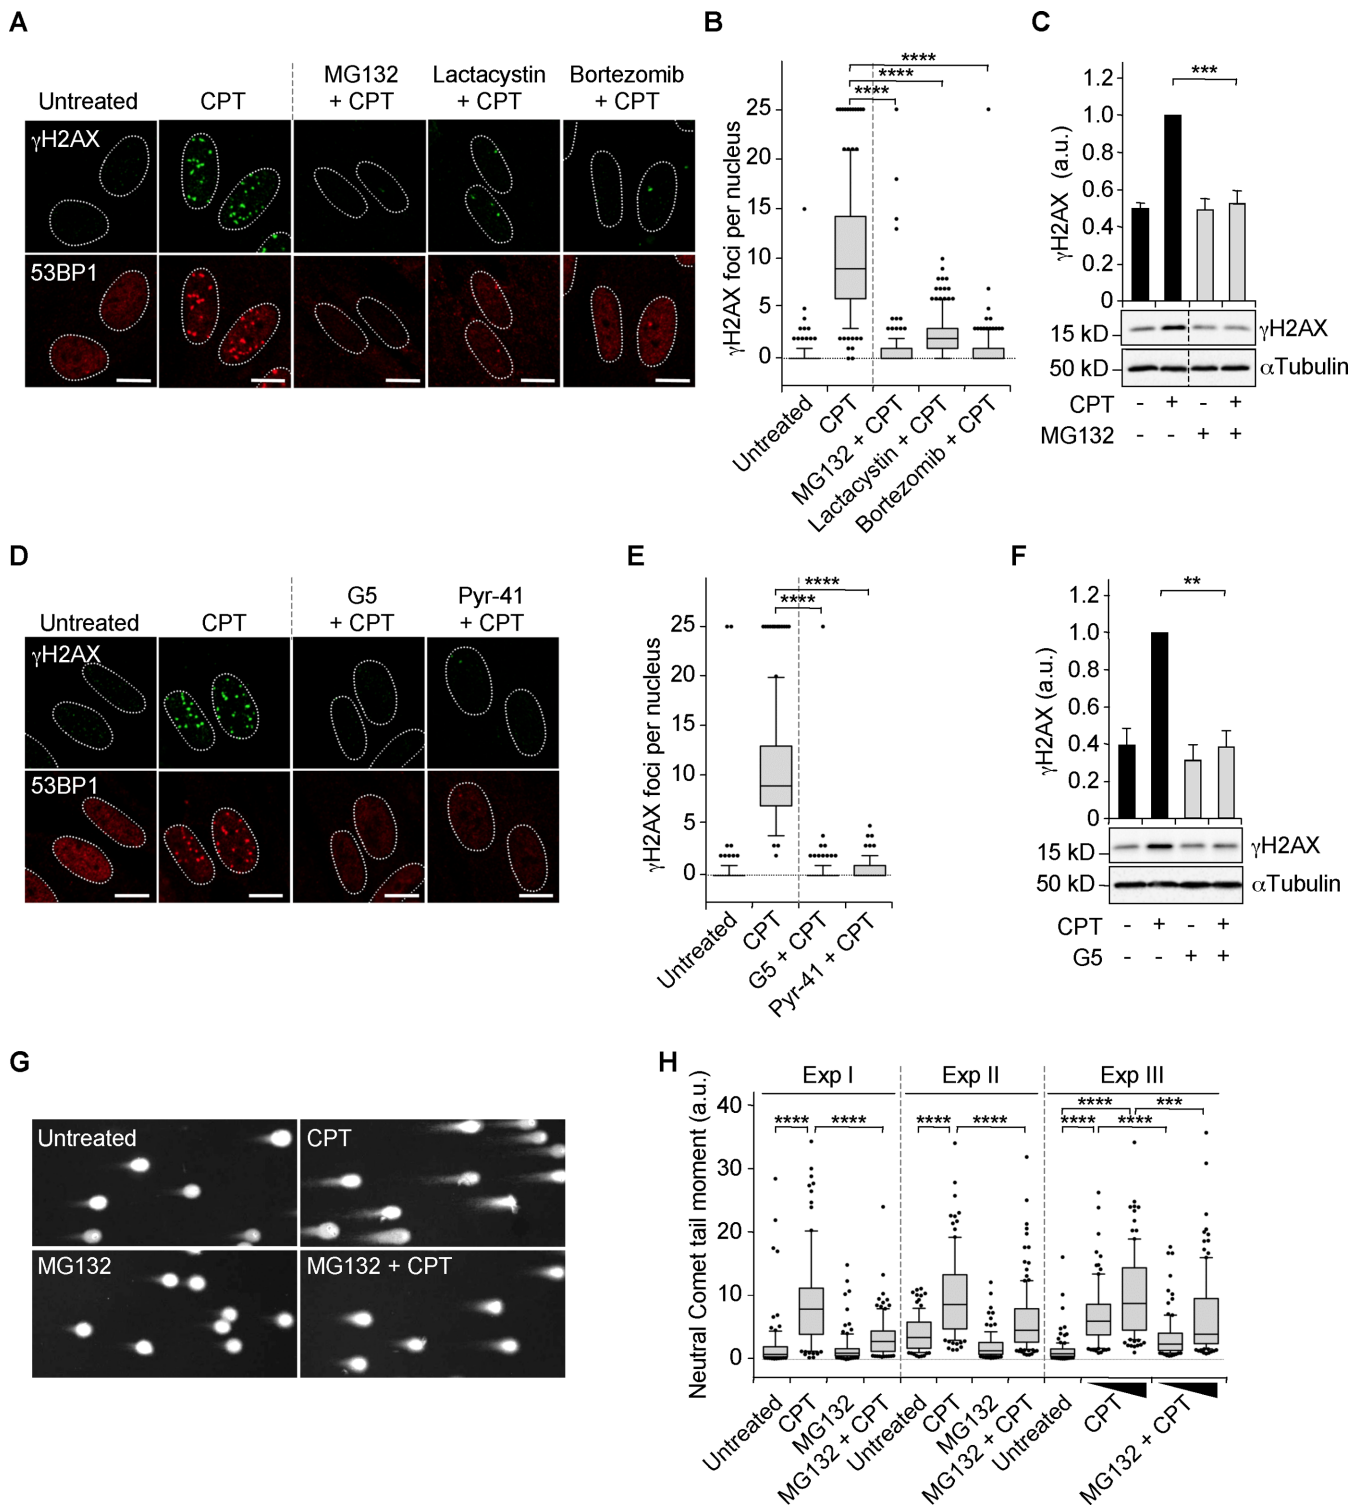 A
Untreated
CPT
MG132
+ CPT
Lactacystin
+ CPT
Bortezomib
+ CPT
γH2AX
53BP1
B
γH2AX foci per nucleus
25
20
15
10
5
0
****
****
****
Untreated
CPT
MG132 + CPT
Lactacystin + CPT
Bortezomib + CPT
C
γH2AX (a.u.)
1.2
1.0
0.8
0.6
0.4
0.2
0
***
15 kD
γH2AX
50 kD
αTubulin
CPT - + - +
MG132 - - + +
D
Untreated
CPT
G5
+ CPT
Pyr-41
+ CPT
γH2AX
53BP1
E
γH2AX foci per nucleus
25
20
15
10
5
0
****
****
Untreated
CPT
G5 + CPT
Pyr-41 + CPT
F
γH2AX (a.u.)
1.2
1.0
0.8
0.6
0.4
0.2
0
**
15 kD
γH2AX
50 kD
αTubulin
CPT - + - +
G5 - - + +
G
Untreated
CPT
MG132
MG132 + CPT
H
Neutral Comet tail moment (a.u.)
40
30
20
10
0
Exp I
Exp II
Exp III
**** ****
**** ****
**** ***
**** ****
Untreated
CPT
MG132
MG132 + CPT
Untreated
CPT
MG132
MG132 + CPT
Untreated
CPT
MG132 + CPT